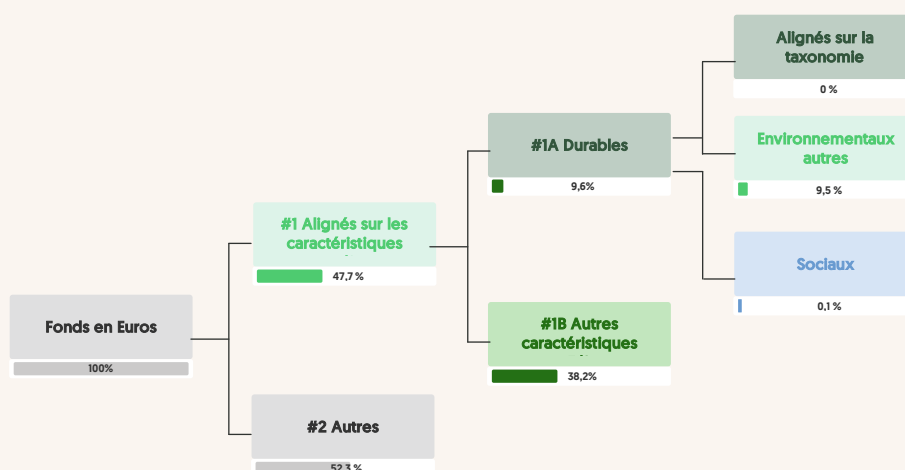 Alignés sur la
taxonomie
0 %
Environnementaux
autres
9,5 %
Sociaux
0,1 %
#1A Durables
9,6%
#1B Autres
caractéristiques
38,2%
#1 Alignés sur les
caractéristiques
47,7 %
Fonds en Euros
100%
#2 Autres
52,3 %